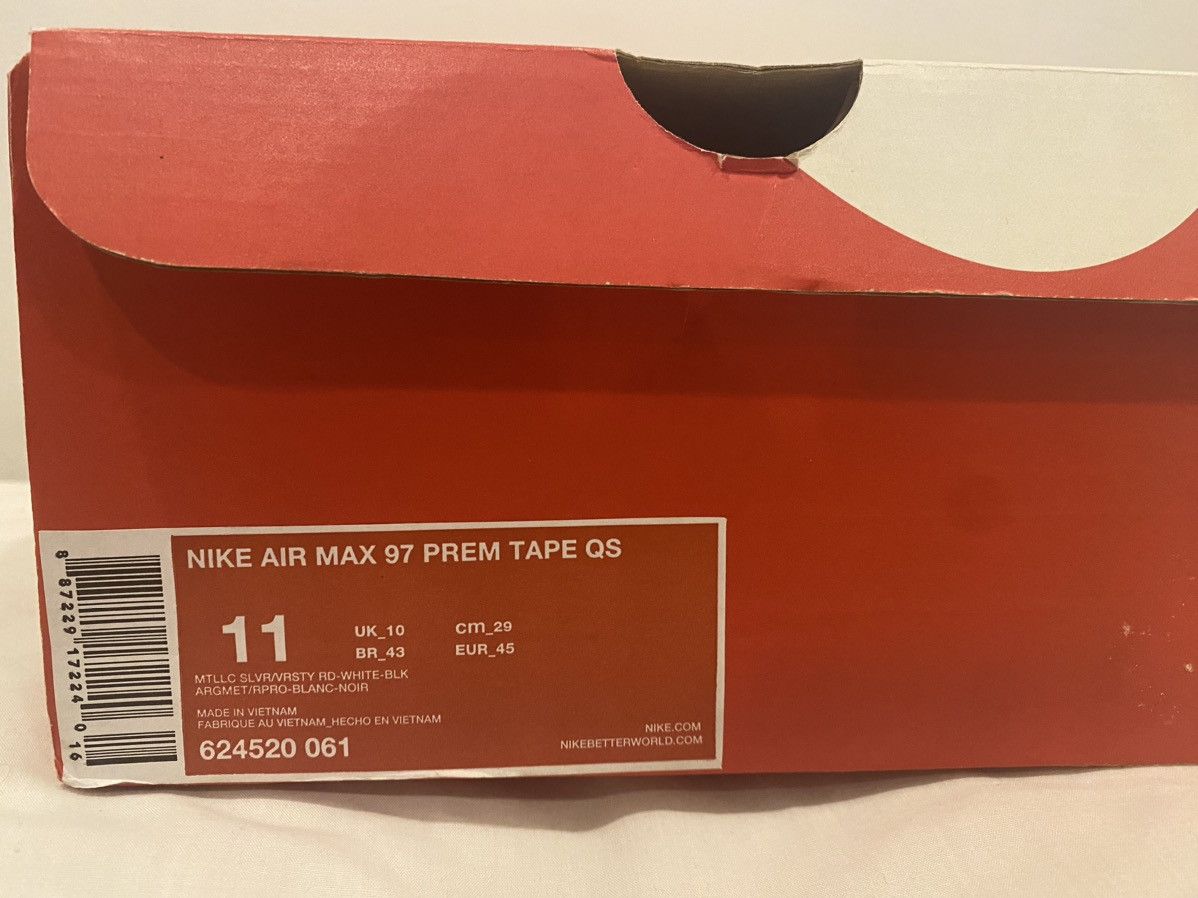 NIKE AIR MAX 97 PREM TAPE QS
11
UK_10 cm_29
BR_43 EUR_45
MTLLC SLVR/VRSTY RD-WHITE-BLK
ARGMET/RPRO-BLANC-NOIR
MADE IN VIETNAM
FABRIQUE AU VIETNAM_HECHO EN VIETNAM
624520 061
NIKE.COM
NIKEBETTERWORLD.COM
8 87229 17224 0 16